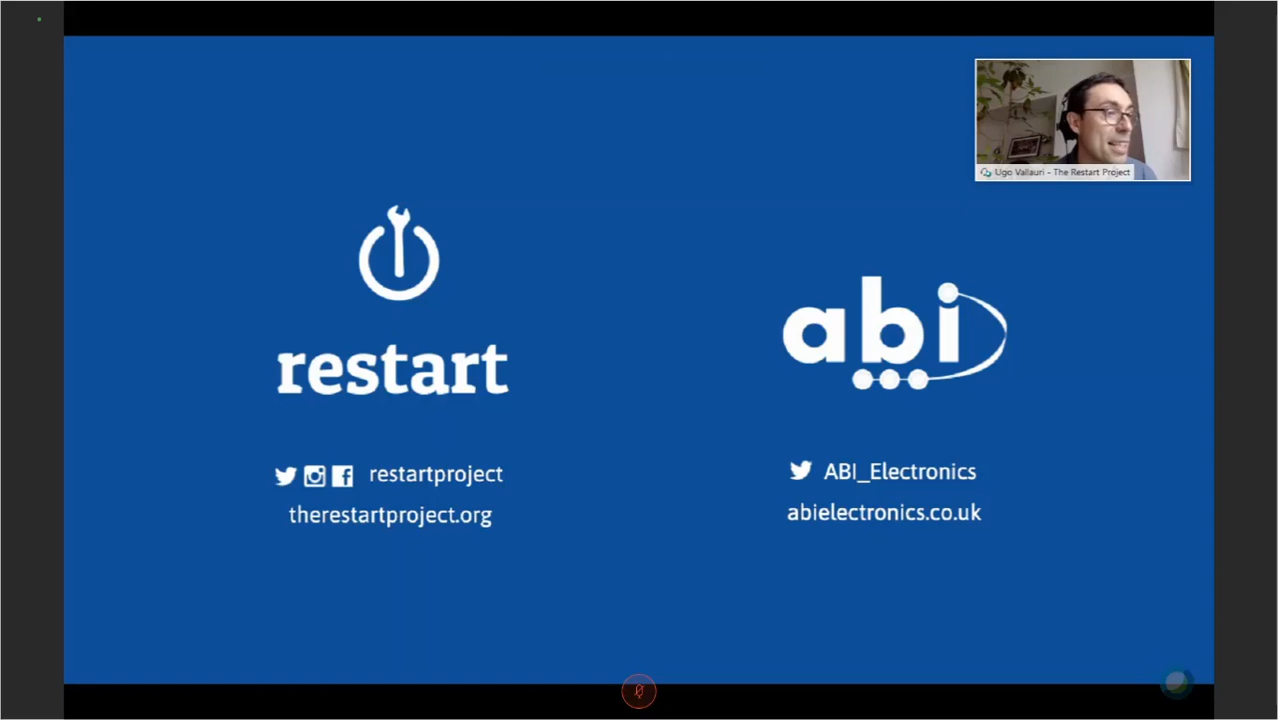 Ugo Vallauri - The Restart Project
restart
restartproject
therestartproject.org
abi
ABI_Electronics
abielectronics.co.uk